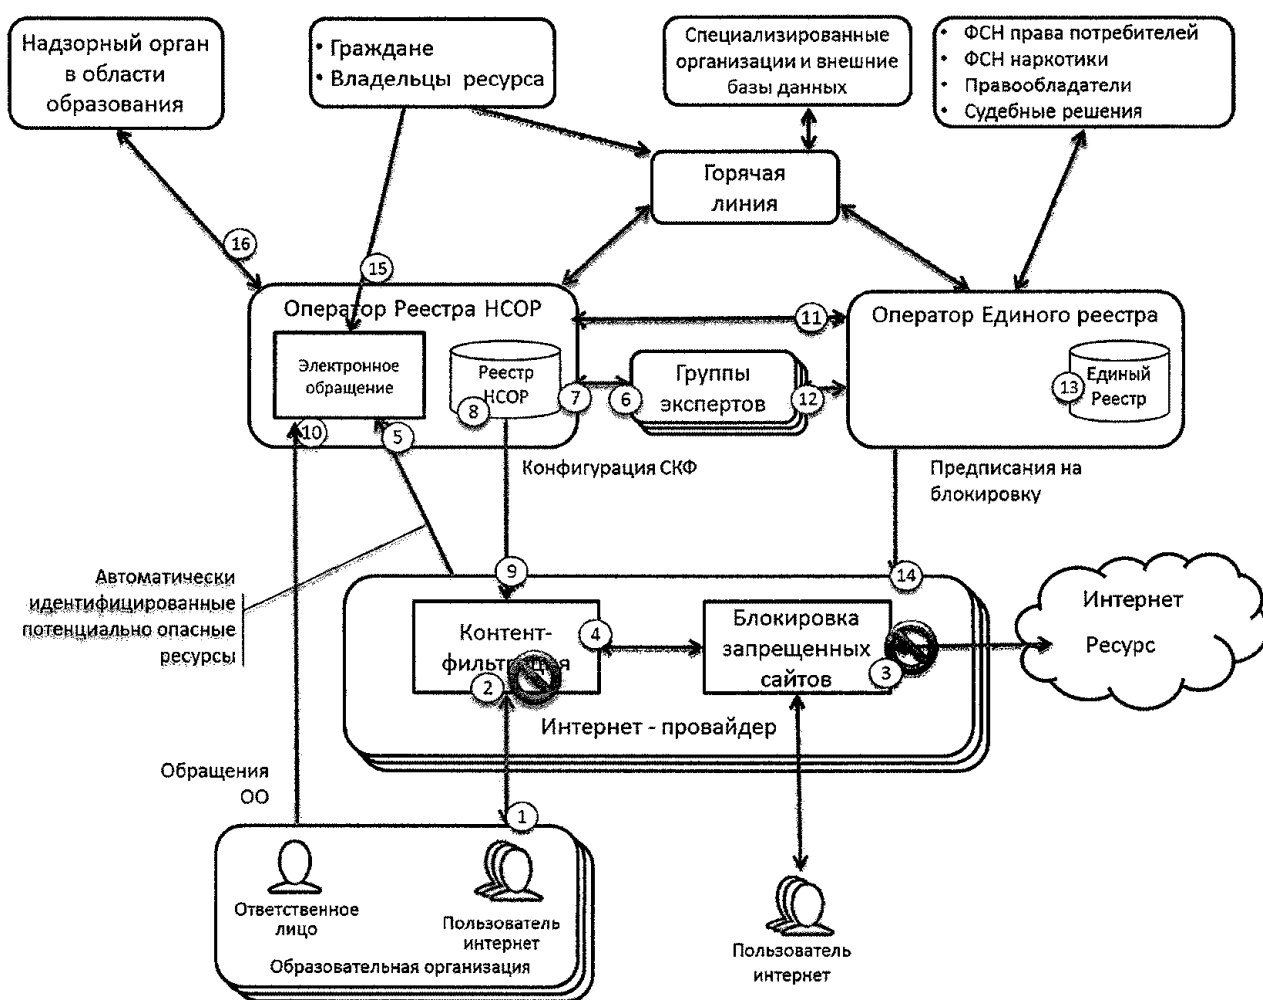 Надзорный орган
в области
образования
• Граждане
• Владельцы ресурса
Специализированные
организации и внешние
базы данных
• ФСН права потребителей
• ФСН наркотики
• Правообладатели
• Судебные решения
Горячая
линия
16
15
Оператор Реестра НСОР
11
Оператор Единого реестра
Электронное
обращение
Реестр
НСОР
8
7
6
Группы
экспертов
12
13
Единый
Реестр
10
5
Конфигурация СКФ
Предписания на
блокировку
Автоматически
идентифицированные
потенциально опасные
ресурсы
9
14
Контент-
фильтрация
4
2
Блокировка
запрещенных
сайтов
3
Интернет
Ресурс
Интернет - провайдер
Обращения
ОО
1
Ответственное
лицо
Пользователь
интернет
Образовательная организация
Пользователь
интернет